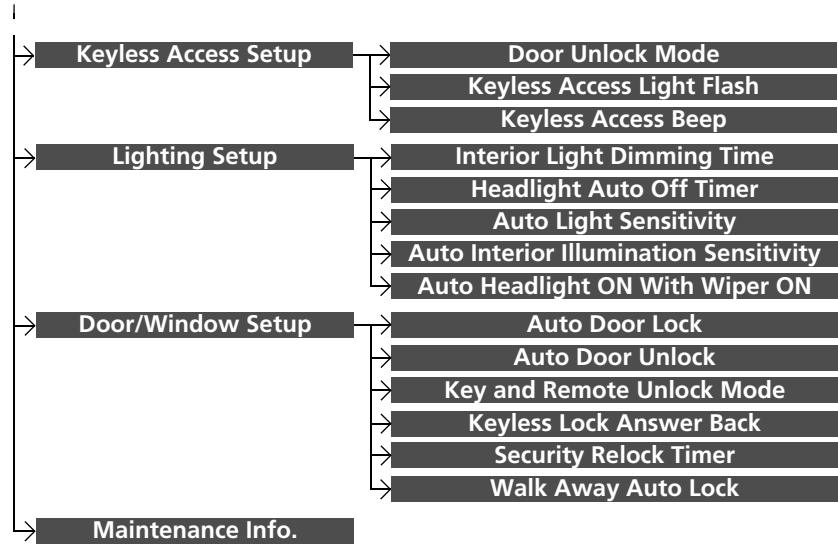 Keyless Access Setup
Door Unlock Mode
Keyless Access Light Flash
Keyless Access Beep
Lighting Setup
Interior Light Dimming Time
Headlight Auto Off Timer
Auto Light Sensitivity
Auto Interior Illumination Sensitivity
Auto Headlight ON With Wiper ON
Door/Window Setup
Auto Door Lock
Auto Door Unlock
Key and Remote Unlock Mode
Keyless Lock Answer Back
Security Relock Timer
Walk Away Auto Lock
Maintenance Info.